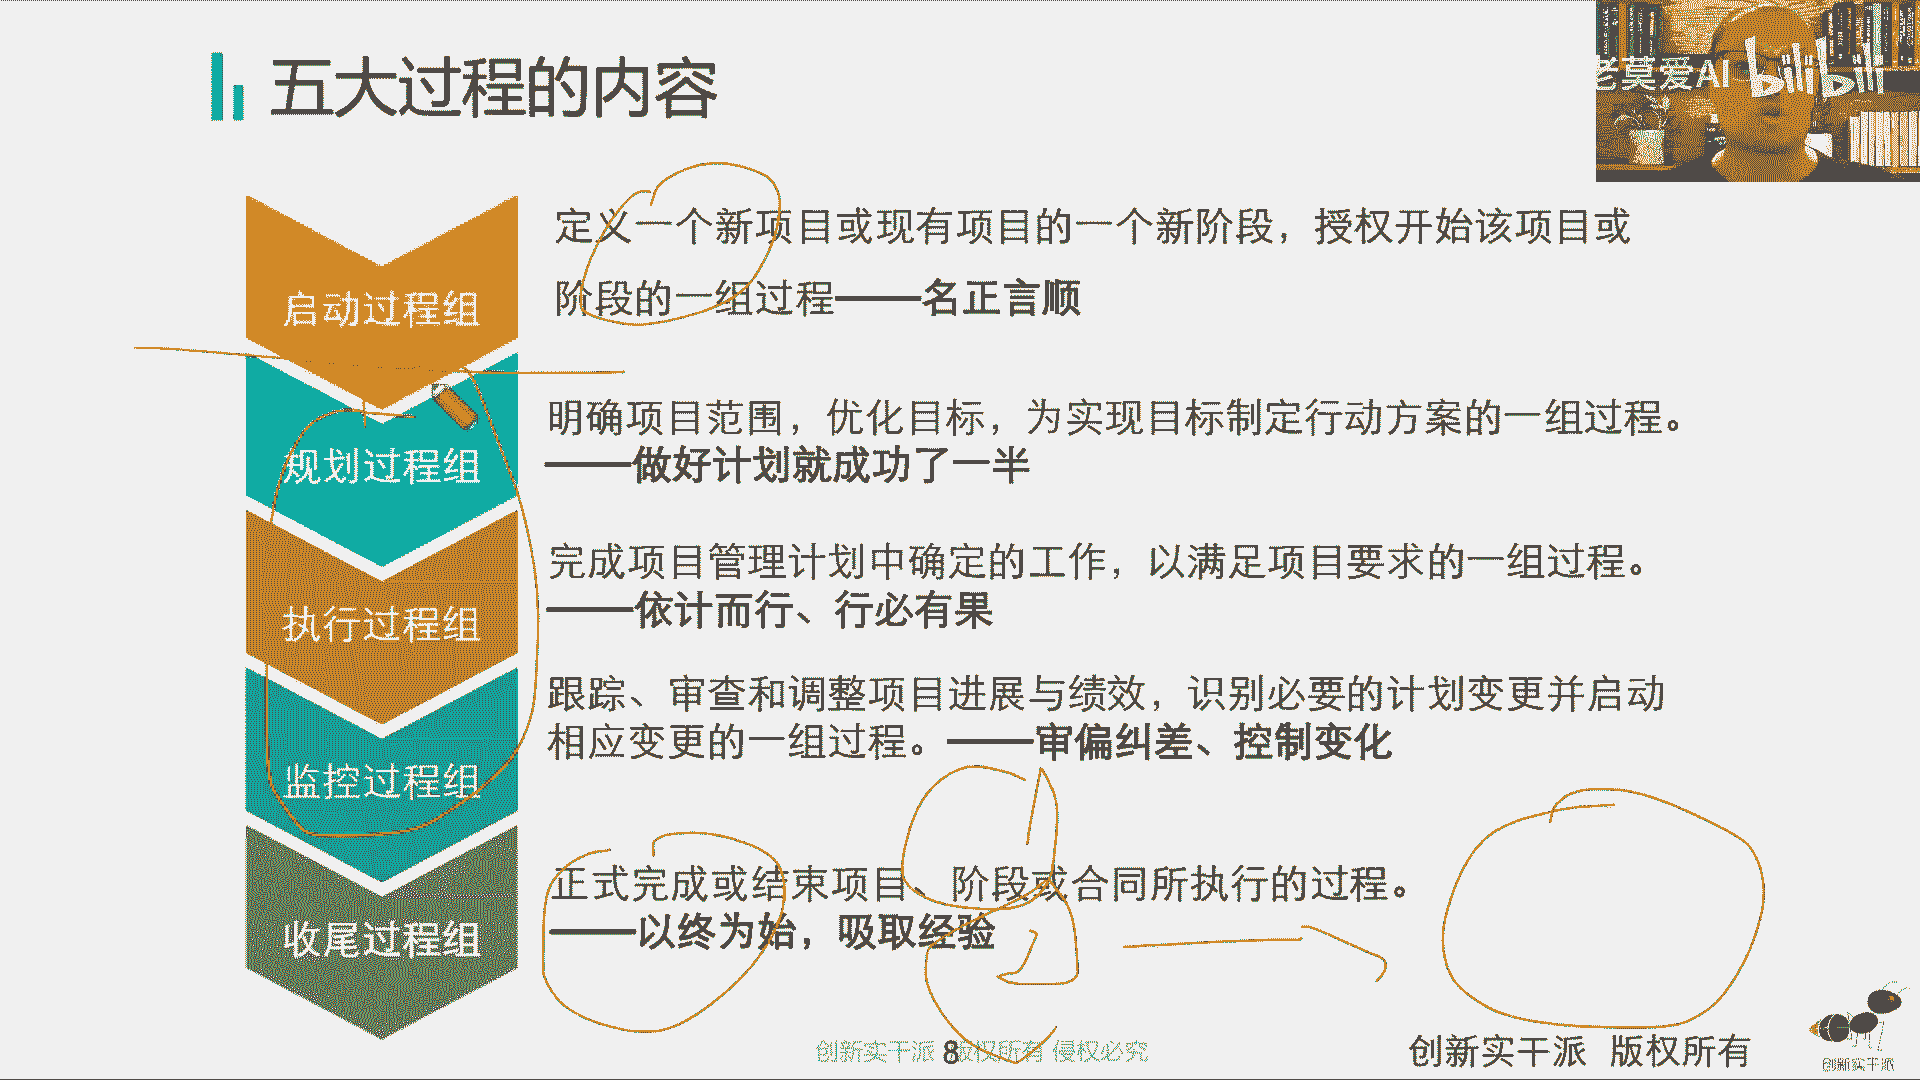 五大过程的内容
老莫爱AI bilibili
启动过程组
定义一个新项目或现有项目的一个新阶段，授权开始该项目或
阶段的一组过程——名正言顺
规划过程组
明确项目范围，优化目标，为实现目标制定行动方案的一组过程。
——做好计划就成功了一半
执行过程组
完成项目管理计划中确定的工作，以满足项目要求的一组过程。
——依计而行、行必有果
监控过程组
跟踪、审查和调整项目进展与绩效，识别必要的计划变更并启动
相应变更的一组过程。——审偏纠差、控制变化
收尾过程组
正式完成或结束项目、阶段或合同所执行的过程。
——以终为始，吸取经验
创新实干派 版权所有 侵权必究
8
创新实干派 版权所有
创新实干派